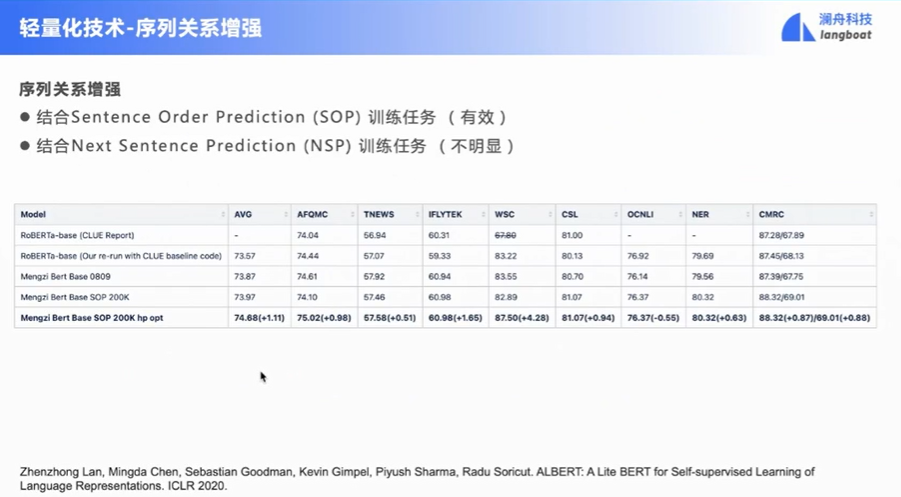 轻量化技术-序列关系增强
澜舟科技
langboat
序列关系增强
● 结合Sentence Order Prediction (SOP) 训练任务 （有效）
● 结合Next Sentence Prediction (NSP) 训练任务 （不明显）
Model AVG AFQMC TNEWS IFLYTEK WSC CSL OCNLI NER CMRC
RoBERTa-base (CLUE Report) - 74.04 56.94 60.31 67.80 81.00 - - 87.28/67.89
RoBERTa-base (Our re-run with CLUE baseline code) 73.57 74.44 57.07 59.33 83.22 80.13 76.92 79.69 87.45/68.13
Mengzi Bert Base 0809 73.87 74.61 57.92 60.94 83.55 80.70 76.14 79.56 87.39/67.75
Mengzi Bert Base SOP 200K 73.97 74.10 57.46 60.98 82.89 81.07 76.37 80.32 88.32/69.01
Mengzi Bert Base SOP 200K hp opt 74.68(+1.11) 75.02(+0.98) 57.58(+0.51) 60.98(+1.65) 87.50(+4.28) 81.07(+0.94) 76.37(-0.55) 80.32(+0.63) 88.32(+0.87)/69.01(+0.88)
Zhenzhong Lan, Mingda Chen, Sebastian Goodman, Kevin Gimpel, Piyush Sharma, Radu Soricut. ALBERT: A Lite BERT for Self-supervised Learning of
Language Representations. ICLR 2020.